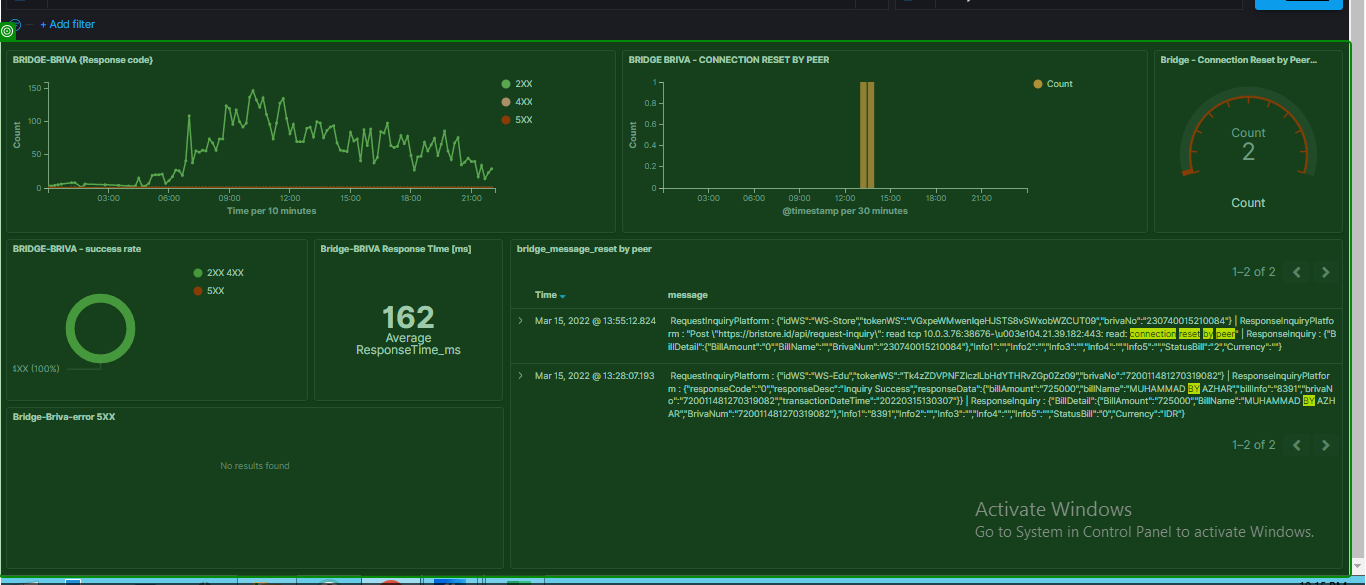 + Add filter
BRIDGE-BRIVA {Response code}
150
100
50
0
Count
03:00 06:00 09:00 12:00 15:00 18:00 21:00
Time per 10 minutes
2XX
4XX
5XX
BRIDGE BRIVA - CONNECTION RESET BY PEER
1
0.8
0.6
0.4
0.2
0
Count
03:00 06:00 09:00 12:00 15:00 18:00 21:00
@timestamp per 30 minutes
Count
Bridge - Connection Reset by Peer...
Count
2
Count
BRIDGE-BRIVA - success rate
2XX 4XX
5XX
XX (100%)
Bridge-BRIVA Response TIme [ms]
162
Average
ResponseTime_ms
bridge_message_reset by peer
1–2 of 2
Time message
Mar 15, 2022 @ 13:55:12.824 RequestInquiryPlatform : {"idWS":"WS-Store","tokenWS":"VGxpeWMwenlqeHJSTS8vSWxobWZCUT09","brivaNo":"230740015210084"} | ResponseInquiryPlatfo
rm : "Post \"https://bristore.id/api/request-inquiry\": read tcp 10.0.3.76:38676-\u003e104.21.39.182:443: read: connection reset by peer" | ResponseInquiry : {"B
illDetail":{"BillAmount":"0","BillName":"","BrivaNum":"230740015210084"},"Info1":"","Info2":"","Info3":"","Info4":"","Info5":"","StatusBill":"2","Currency":""}
Mar 15, 2022 @ 13:28:07.193 RequestInquiryPlatform : {"idWS":"WS-Edu","tokenWS":"Tk4zZDVPNFZlczlLbHdYTHRvZGp0Zz09","brivaNo":"720011481270319082"} | ResponseInquiryPlatfor
m : {"responseCode":"0","responseDesc":"Inquiry Success","responseData":{"billAmount":"725000","billName":"MUHAMMAD BY AZHAR","billInfo":"8391","brivaNo
":"720011481270319082","transactionDateTime":"20220315130307"}} | ResponseInquiry : {"BillDetail":{"BillAmount":"725000","BillName":"MUHAMMAD BY AZH
AR","BrivaNum":"720011481270319082"},"Info1":"8391","Info2":"","Info3":"","Info4":"","Info5":"","StatusBill":"0","Currency":"IDR"}
1–2 of 2
Bridge-Briva-error 5XX
No results found
Activate Windows
Go to System in Control Panel to activate Windows.